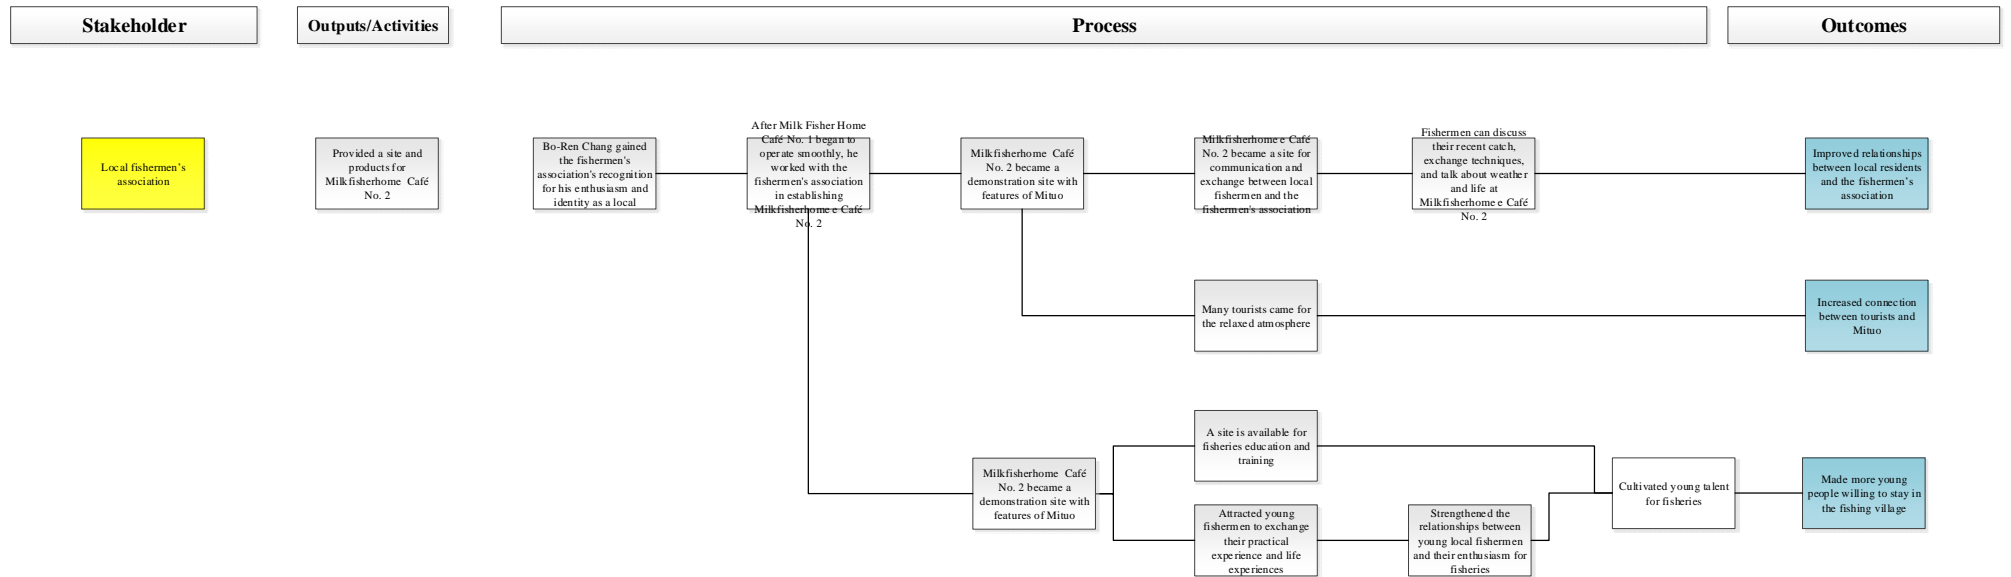 Stakeholder
Outputs/Activities
Process
Outcomes
Local fishermen's
association
Provided a site and
products for
Milkfisherhome Café
No. 2
Bo-Ren Chang gained
the fishermen's
association's recognition
for his enthusiasm and
identity as a local
After Milk Fisher Home
Café No. 1 began to
operate smoothly, he
worked with the
fishermen's association
in establishing
Milkfisherhome e Café
No. 2
Milkfisherhome Café
No. 2 became a
demonstration site with
features of Mituo
Milkfisherhome e Café
No. 2 became a site for
communication and
exchange between local
fishermen and the
fishermen's association
Fishermen can discuss
their recent catch,
exchange techniques,
and talk about weather
and life at
Milkfisherhome e Café
No. 2
Improved relationships
between local residents
and the fishermen's
association
Many tourists came for
the relaxed atmosphere
Increased connection
between tourists and
Mituo
Milkfisherhome Café
No. 2 became a
demonstration site with
features of Mituo
A site is available for
fisheries education and
training
Attracted young
fishermen to exchange
their practical
experience and life
experiences
Strengthened the
relationships between
young local fishermen
and their enthusiasm for
fisheries
Cultivated young talent
for fisheries
Made more young
people willing to stay in
the fishing village